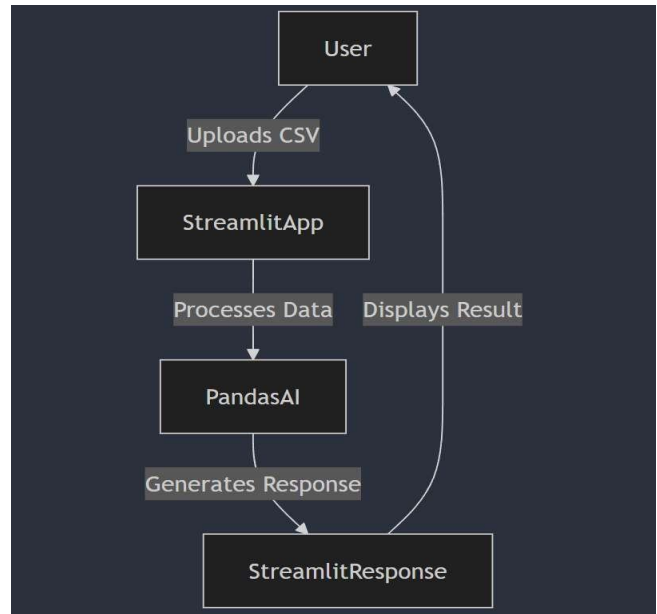 User
Uploads CSV
StreamlitApp
Processes Data
Displays Result
PandasAI
Generates Response
StreamlitResponse